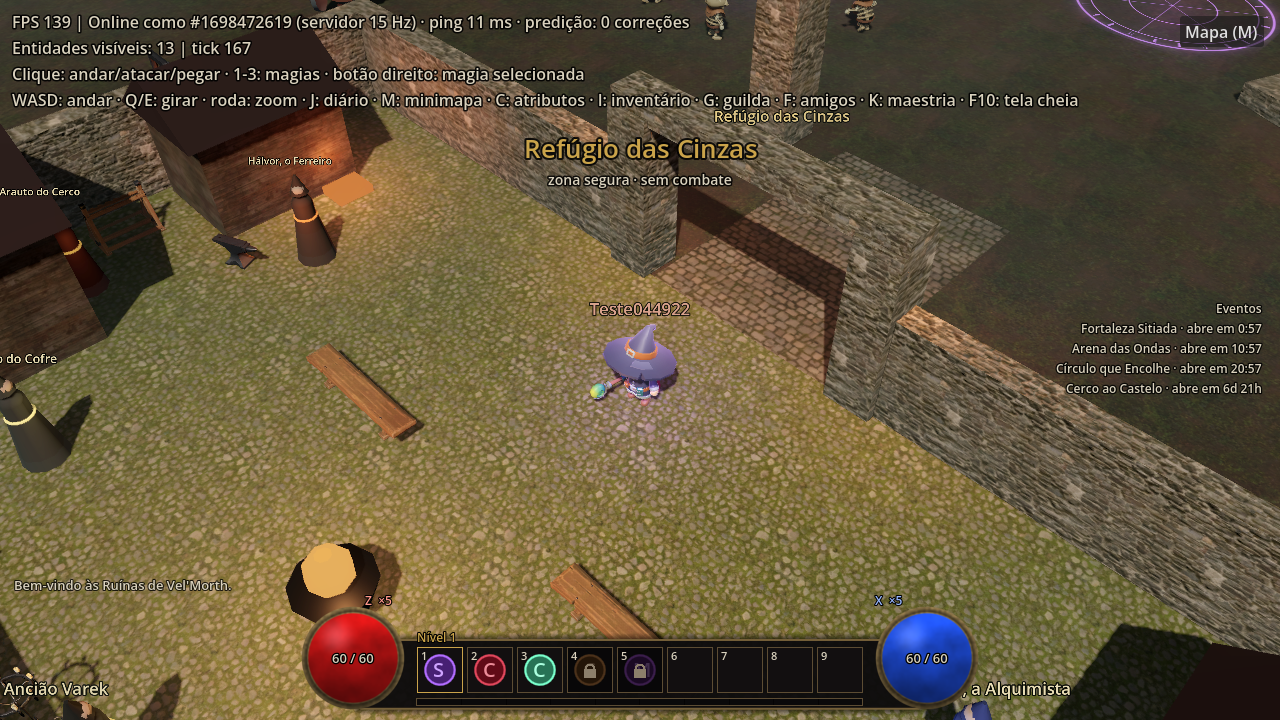 FPS 139 | Online como #1698472619 (servidor 15 Hz) · ping 11 ms · predição: 0 correções
Entidades visíveis: 13 | tick 167
Clique: andar/atacar/pegar · 1-3: magias · botão direito: magia selecionada
WASD: andar · Q/E: girar · roda: zoom · J: diário · M: minimapa · C: atributos · I: inventário · G: guilda · F: amigos · K: maestria · F10: tela cheia
Mapa (M)
Refúgio das Cinzas
Refúgio das Cinzas
zona segura · sem combate
Halvor, o Ferreiro
Arauto do Cerco
Teste044922
Eventos
Fortaleza Sitiada · abre em 0:57
Arena das Ondas · abre em 10:57
Círculo que Encolhe · abre em 20:57
Cerco ao Castelo · abre em 6d 21h
o do Cofre
Bem-vindo às Ruínas de Vel'Morth.
Z ×5
X ×5
Nível 1
60 / 60
1 S
2 C
3 C
4
5
6
7
8
9
60 / 60
Ancião Varek
, a Alquimista